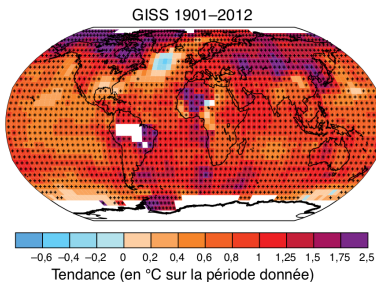 GISS 1901–2012
–0,6 –0,4 –0,2 0 0,2 0,4 0,6 0,8 1 1,25 1,5 1,75 2,5
Tendance (en °C sur la période donnée)